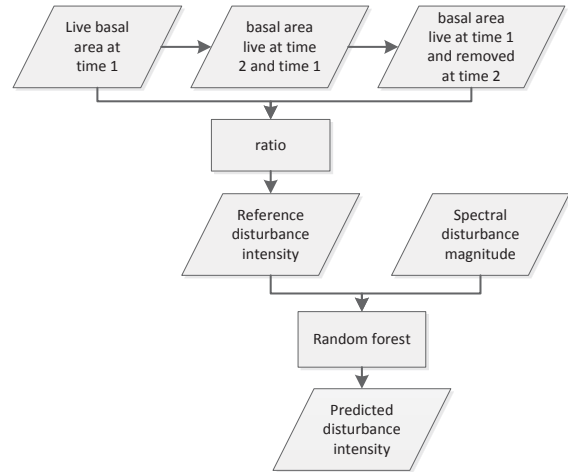 Live basal
area at
time 1
basal area
live at time
2 and time 1
basal area
live at time 1
and removed
at time 2
ratio
Reference
disturbance
intensity
Spectral
disturbance
magnitude
Random forest
Predicted
disturbance
intensity